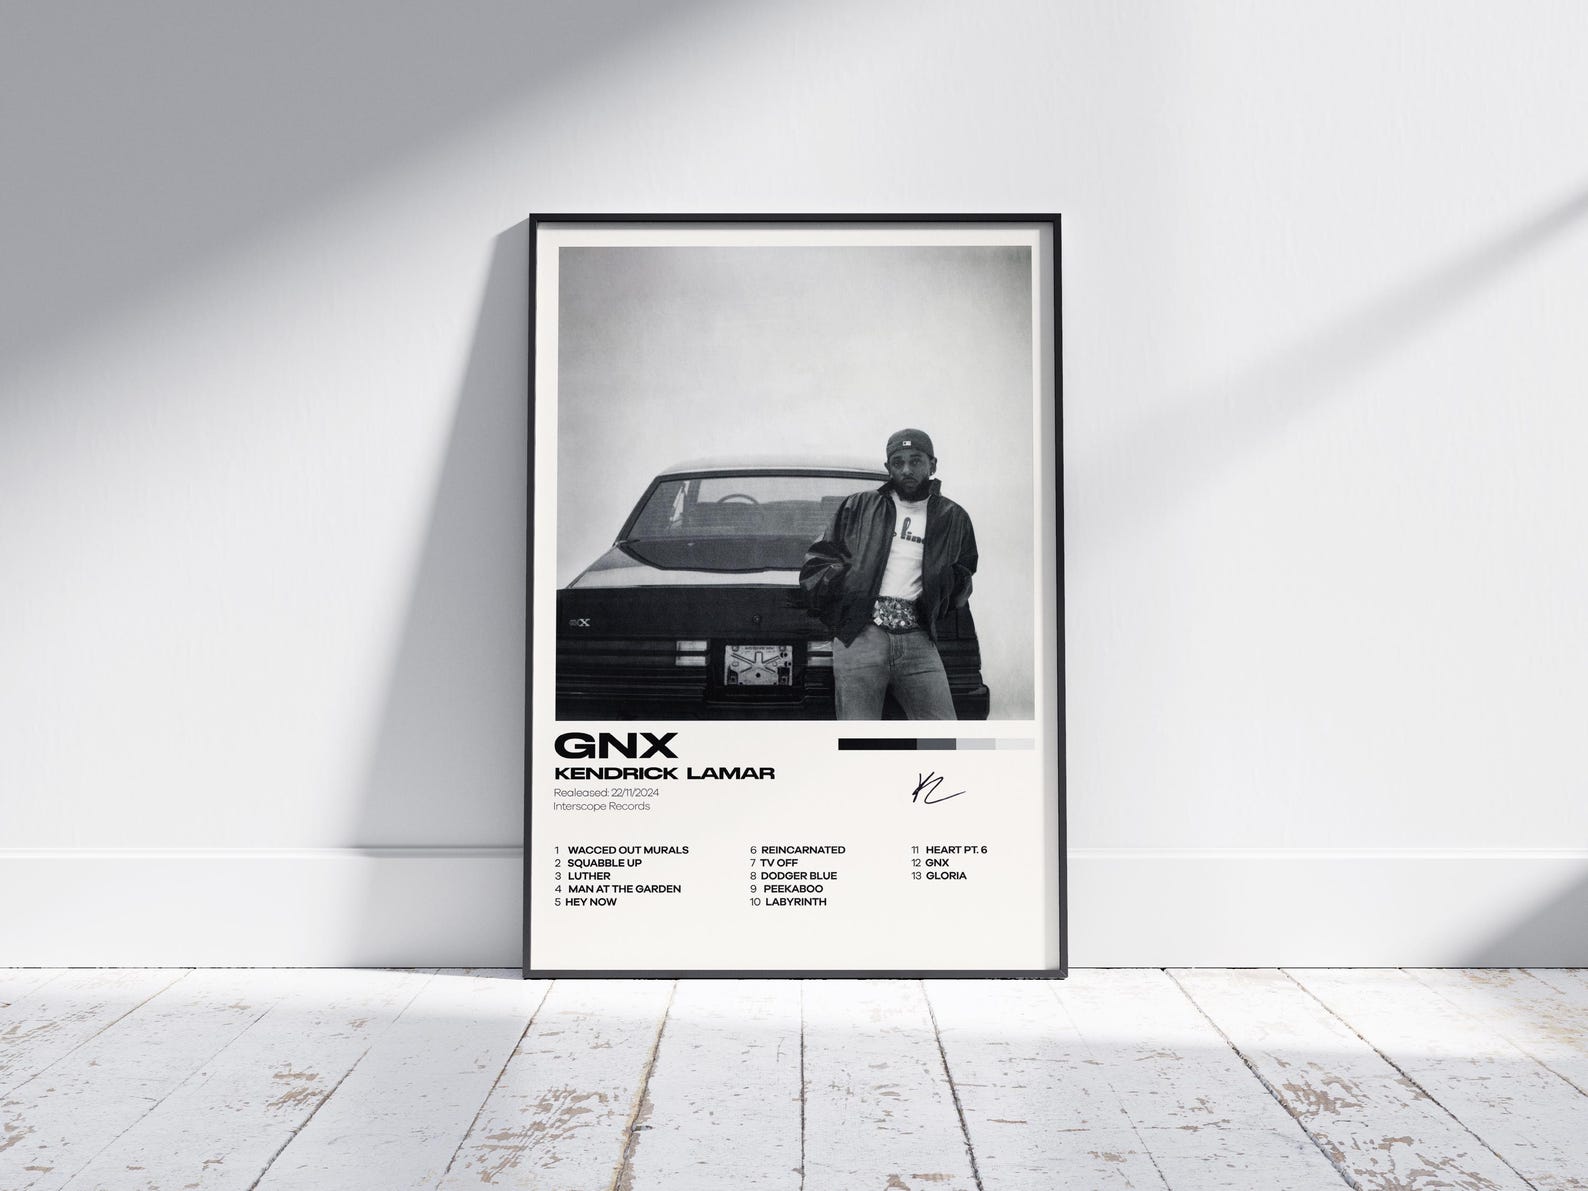 GNX
GNX
KENDRICK LAMAR
Realeased: 22/11/2024
Interscope Records
1 WACCED OUT MURALS
2 SQUABBLE UP
3 LUTHER
4 MAN AT THE GARDEN
5 HEY NOW
6 REINCARNATED
7 TV OFF
8 DODGER BLUE
9 PEEKABOO
10 LABYRINTH
11 HEART PT. 6
12 GNX
13 GLORIA